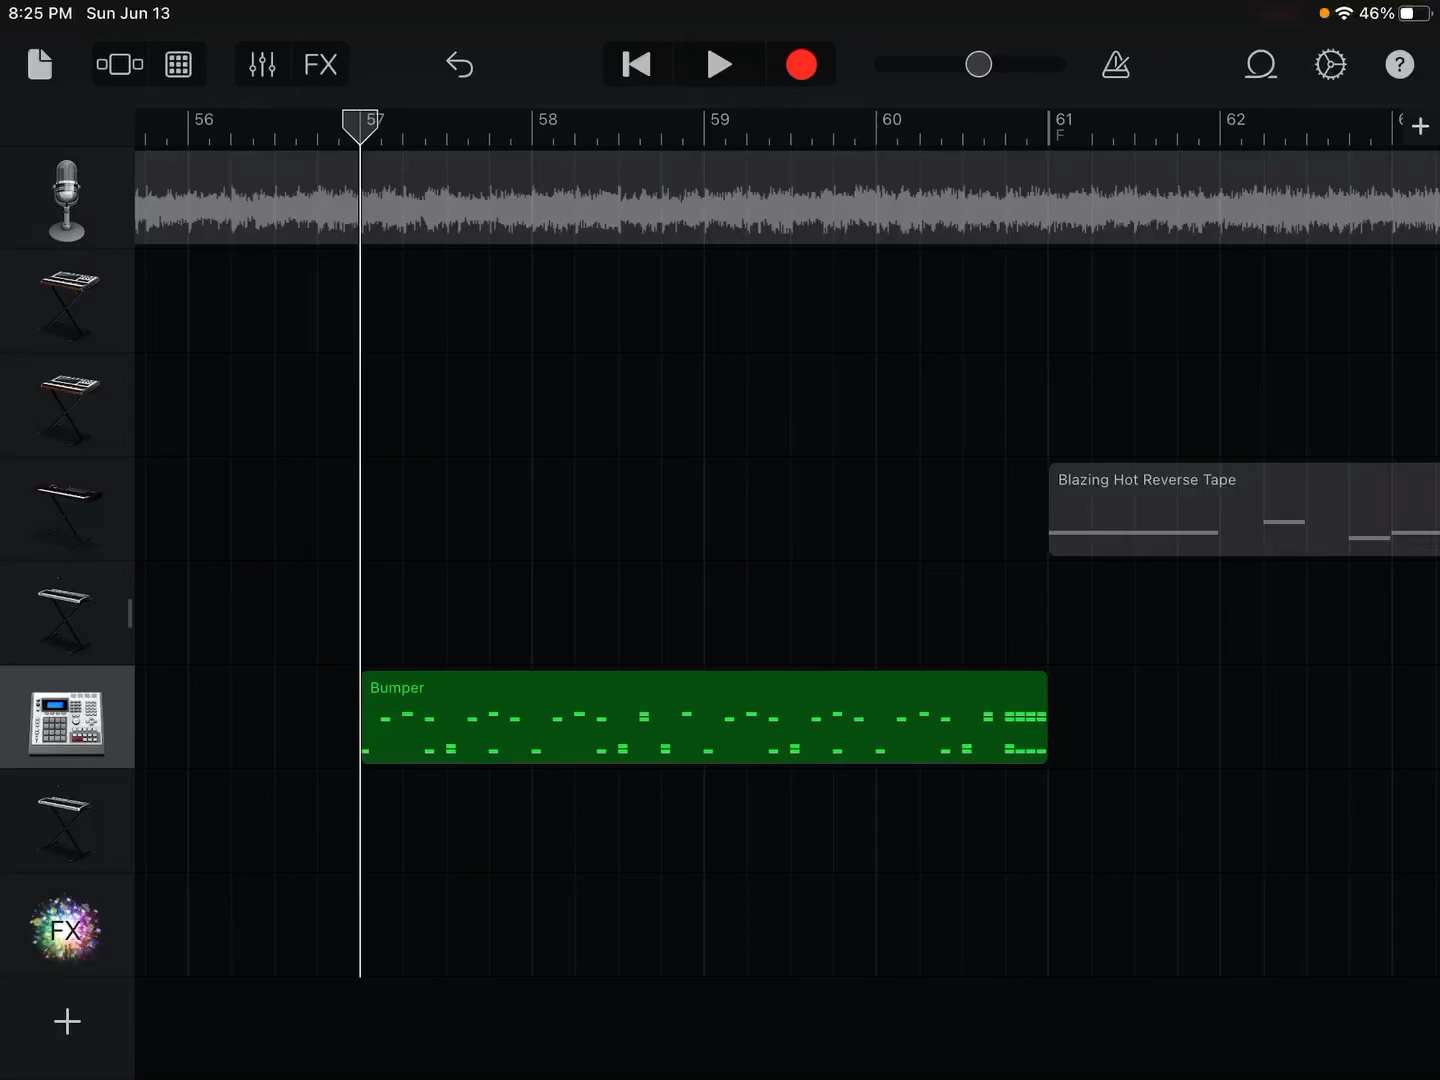 8:25 PM Sun Jun 13
46%
FX
?
56 57 58 59 60 61 62
F
Blazing Hot Reverse Tape
Bumper
FX